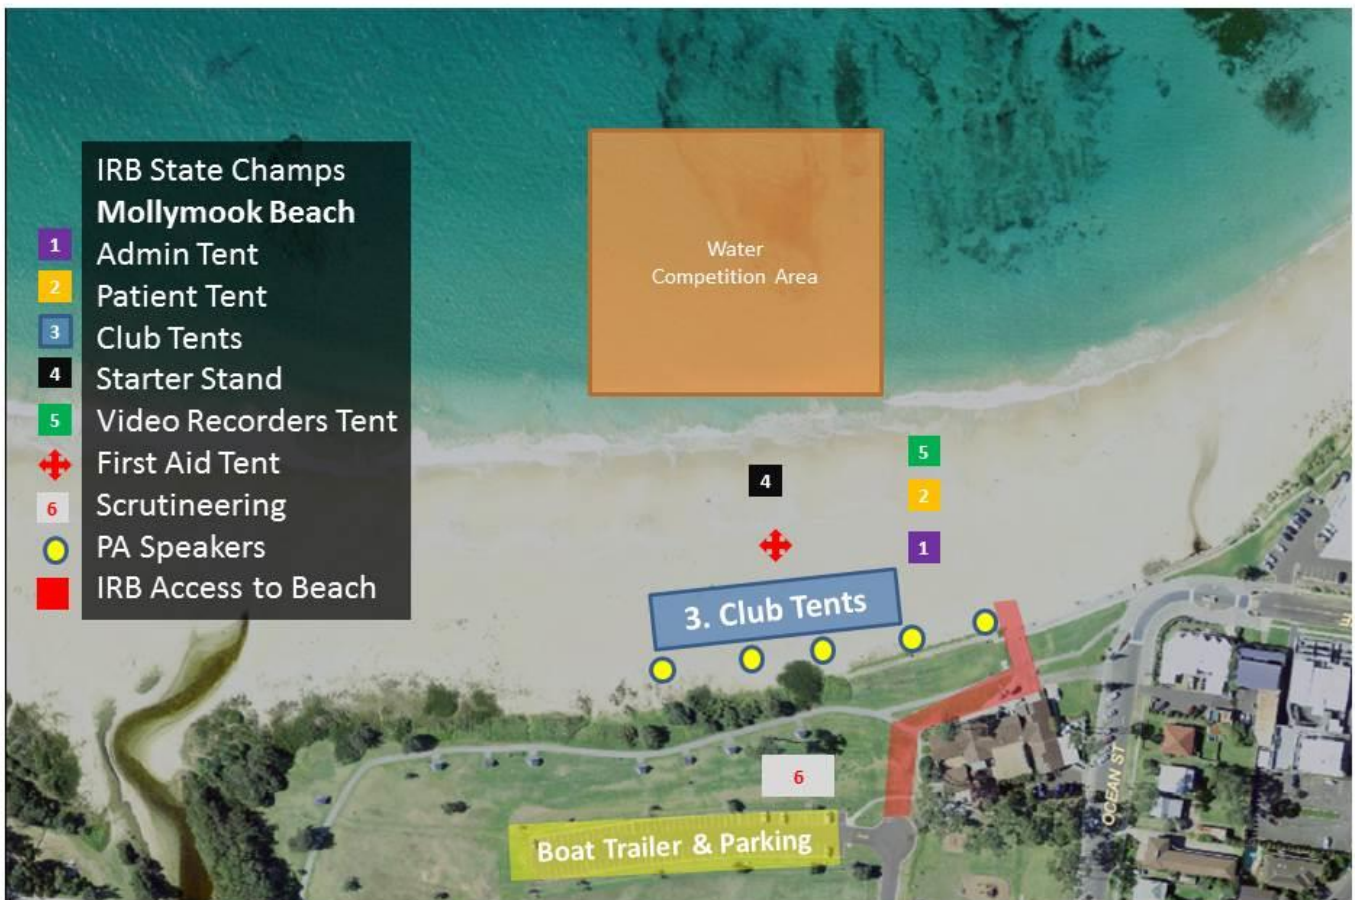 IRB State Champs
Mollymook Beach
1 Admin Tent
2 Patient Tent
3 Club Tents
4 Starter Stand
5 Video Recorders Tent
First Aid Tent
6 Scrutineering
PA Speakers
IRB Access to Beach
Water
Competition Area
5
4
2
1
3. Club Tents
6
Boat Trailer & Parking
OCEAN ST